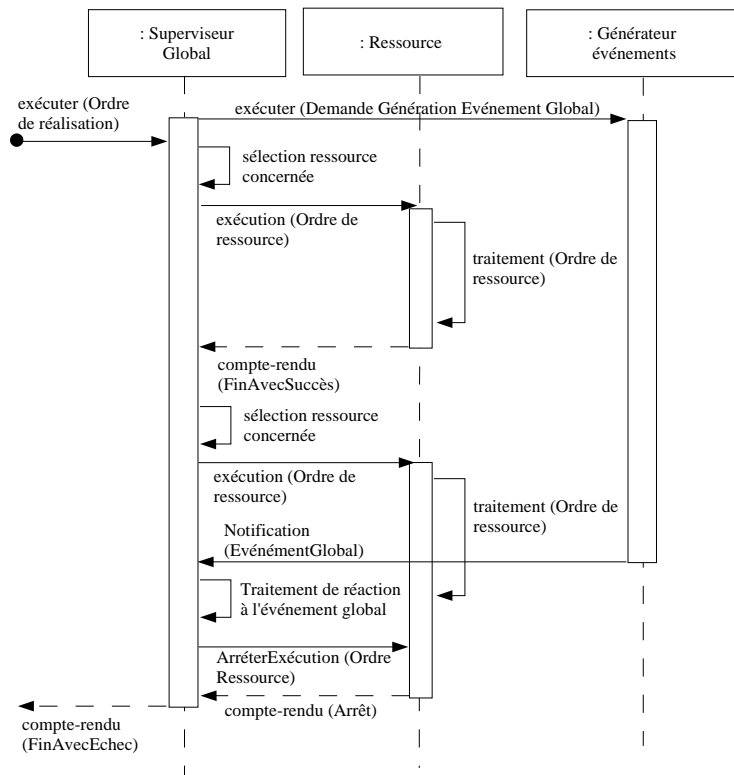 : Superviseur
Global
: Ressource
: Générateur
événements
exécuter (Ordre
de réalisation)
exécuter (Demande Génération Evénement Global)
sélection ressource
concernée
exécution (Ordre de
ressource)
traitement (Ordre de
ressource)
compte-rendu
(FinAvecSuccès)
sélection ressource
concernée
exécution (Ordre de
ressource)
traitement (Ordre de
ressource)
Notification
(EvénémentGlobal)
Traitement de réaction
à l'événement global
ArréterExécution (Ordre
Ressource)
compte-rendu (Arrêt)
compte-rendu
(FinAvecEchec)